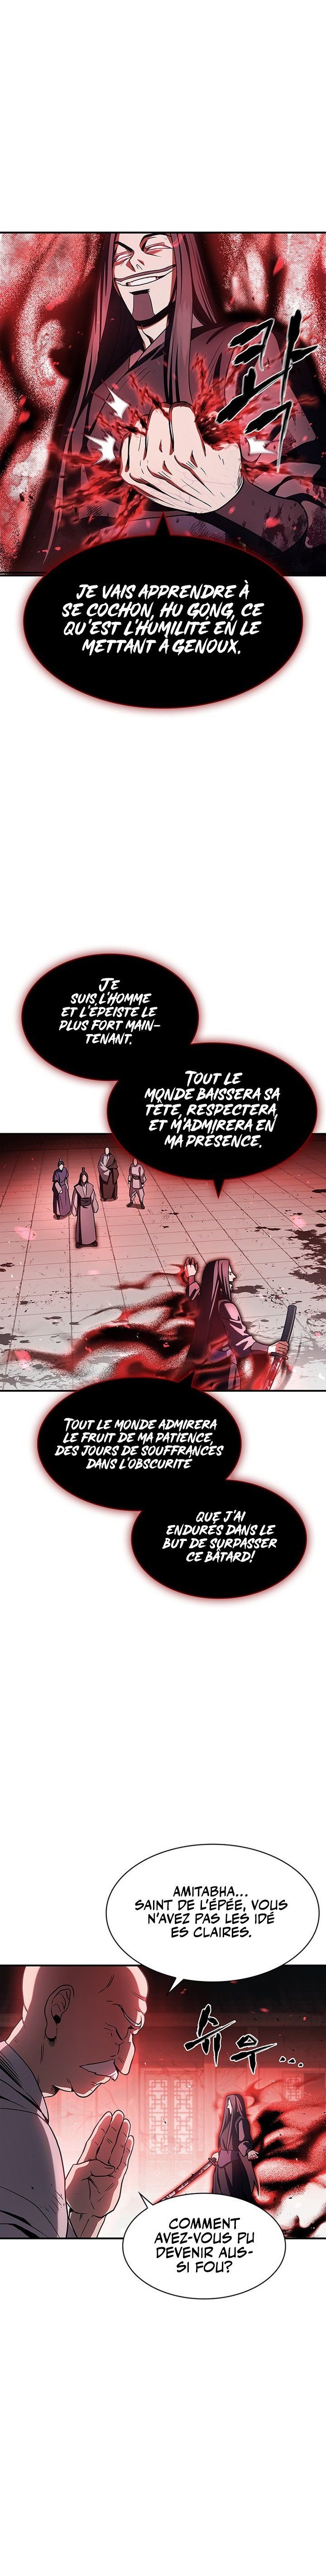 콰악
JE VAIS APPRENDRE À
SE COCHON, HU GONG, CE
QU'EST L'HUMILITÉ EN LE
METTANT À GENOUX.
JE
SUIS L'HOMME
ET L'ÉPÉISTE LE
PLUS FORT MAIN-
TENANT.
TOUT LE
MONDE BAISSERA SA
TÊTE, RESPECTERA,
ET M'ADMIRERA EN
MA PRÉSENCE.
TOUT LE MONDE ADMIRERA
LE FRUIT DE MA PATIENCE,
DES JOURS DE SOUFFRANCES
DANS L'OBSCURITÉ
QUE J'AI
ENDURÉS DANS LE
BUT DE SURPASSER
CE BÂTARD!
AMITABHA...
SAINT DE L'ÉPÉE, VOUS
N'AVEZ PAS LES IDÉ
ES CLAIRES.
슈우...
COMMENT
AVEZ-VOUS PU
DEVENIR AUS-
SI FOU?